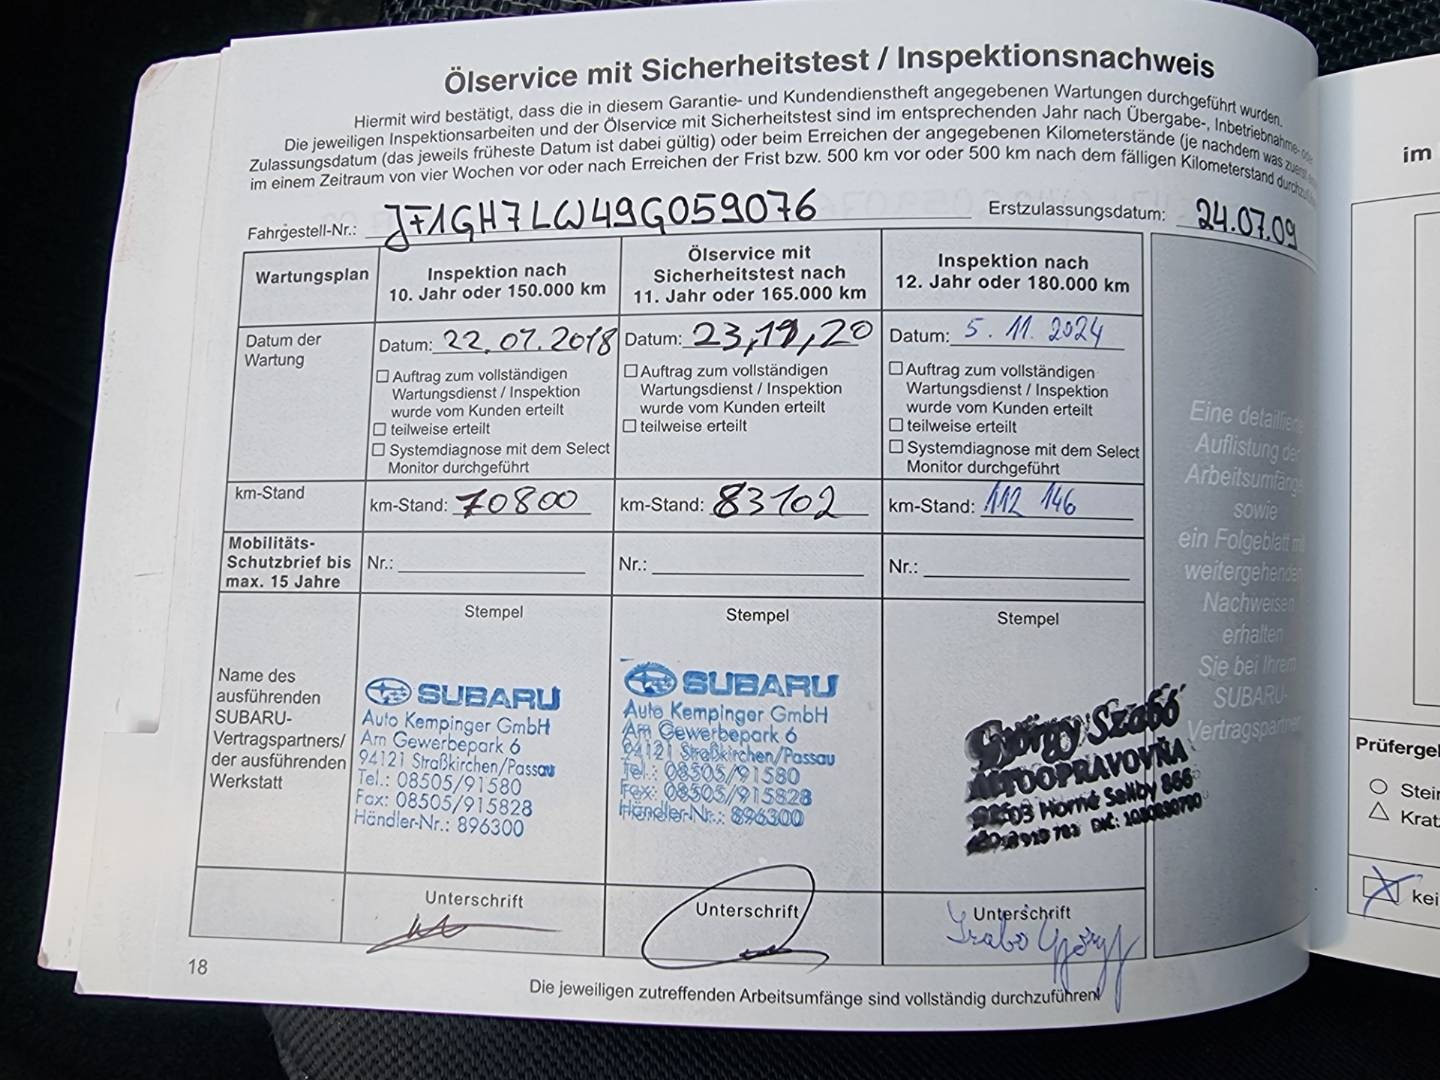 Ölservice mit Sicherheitstest / Inspektionsnachweis
Hiermit wird bestätigt, dass die in diesem Garantie- und Kundendienstheft angegebenen Wartungen durchgeführt wurden.
Die jeweiligen Inspektionsarbeiten und der Ölservice mit Sicherheitstest sind im entsprechenden Jahr nach Übergabe-, Inbetriebnahme-
Zulassungsdatum (das jeweils früheste Datum ist dabei gültig) oder beim Erreichen der angegebenen Kilometerstände (je nachdem was zuerst
im einem Zeitraum von vier Wochen vor oder nach Erreichen der Frist bzw. 500 km vor oder 500 km nach dem fälligen Kilometerstand
Fahrgestell-Nr.: JF1GH7LW49G059076 Erstzulassungsdatum: 24.07.09
Wartungsplan
Inspektion nach
10. Jahr oder 150.000 km
Ölservice mit
Sicherheitstest nach
11. Jahr oder 165.000 km
Inspektion nach
12. Jahr oder 180.000 km
Datum der
Wartung
Datum: 22.07.2018
Auftrag zum vollständigen
Wartungsdienst / Inspektion
wurde vom Kunden erteilt
teilweise erteilt
Systemdiagnose mit dem Select
Monitor durchgeführt
Datum: 23,11,20
Auftrag zum vollständigen
Wartungsdienst / Inspektion
wurde vom Kunden erteilt
teilweise erteilt
Datum: 5. 11. 2024
Auftrag zum vollständigen
Wartungsdienst / Inspektion
wurde vom Kunden erteilt
teilweise erteilt
Systemdiagnose mit dem Select
Monitor durchgeführt
km-Stand
km-Stand: 70800
km-Stand: 83102
km-Stand: 112 146
Mobilitäts-
Schutzbrief bis
max. 15 Jahre
Nr.:
Nr.:
Nr.:
Name des
ausführenden
SUBARU-
Vertragspartners/
der ausführenden
Werkstatt
Stempel
SUBARU
Auto Kempinger GmbH
Am Gewerbepark 6
94121 Straßkirchen/Passau
Tel.: 08505/91580
Fax: 08505/915828
Händler-Nr.: 896300
Stempel
SUBARU
Auto Kempinger GmbH
Am Gewerbepark 6
94121 Straßkirchen/Passau
Tel.: 08505/91580
Fax: 08505/915828
Händler-Nr.: 896300
Stempel
György Szabó
AUTOOPRAVOVŇA
Horné Saliby 866
DIČ:
Unterschrift
Unterschrift
Unterschrift
Szabo György
Eine detaillierte
Auflistung der
Arbeitsumfänge
sowie
ein Folgeblatt mit
weitergehenden
Nachweisen
erhalten
Sie bei Ihrem
SUBARU-
Vertragspartner
18
Die jeweiligen zutreffenden Arbeitsumfänge sind vollständig durchzuführen!
im
Prüferge
Stei
Krat
kei